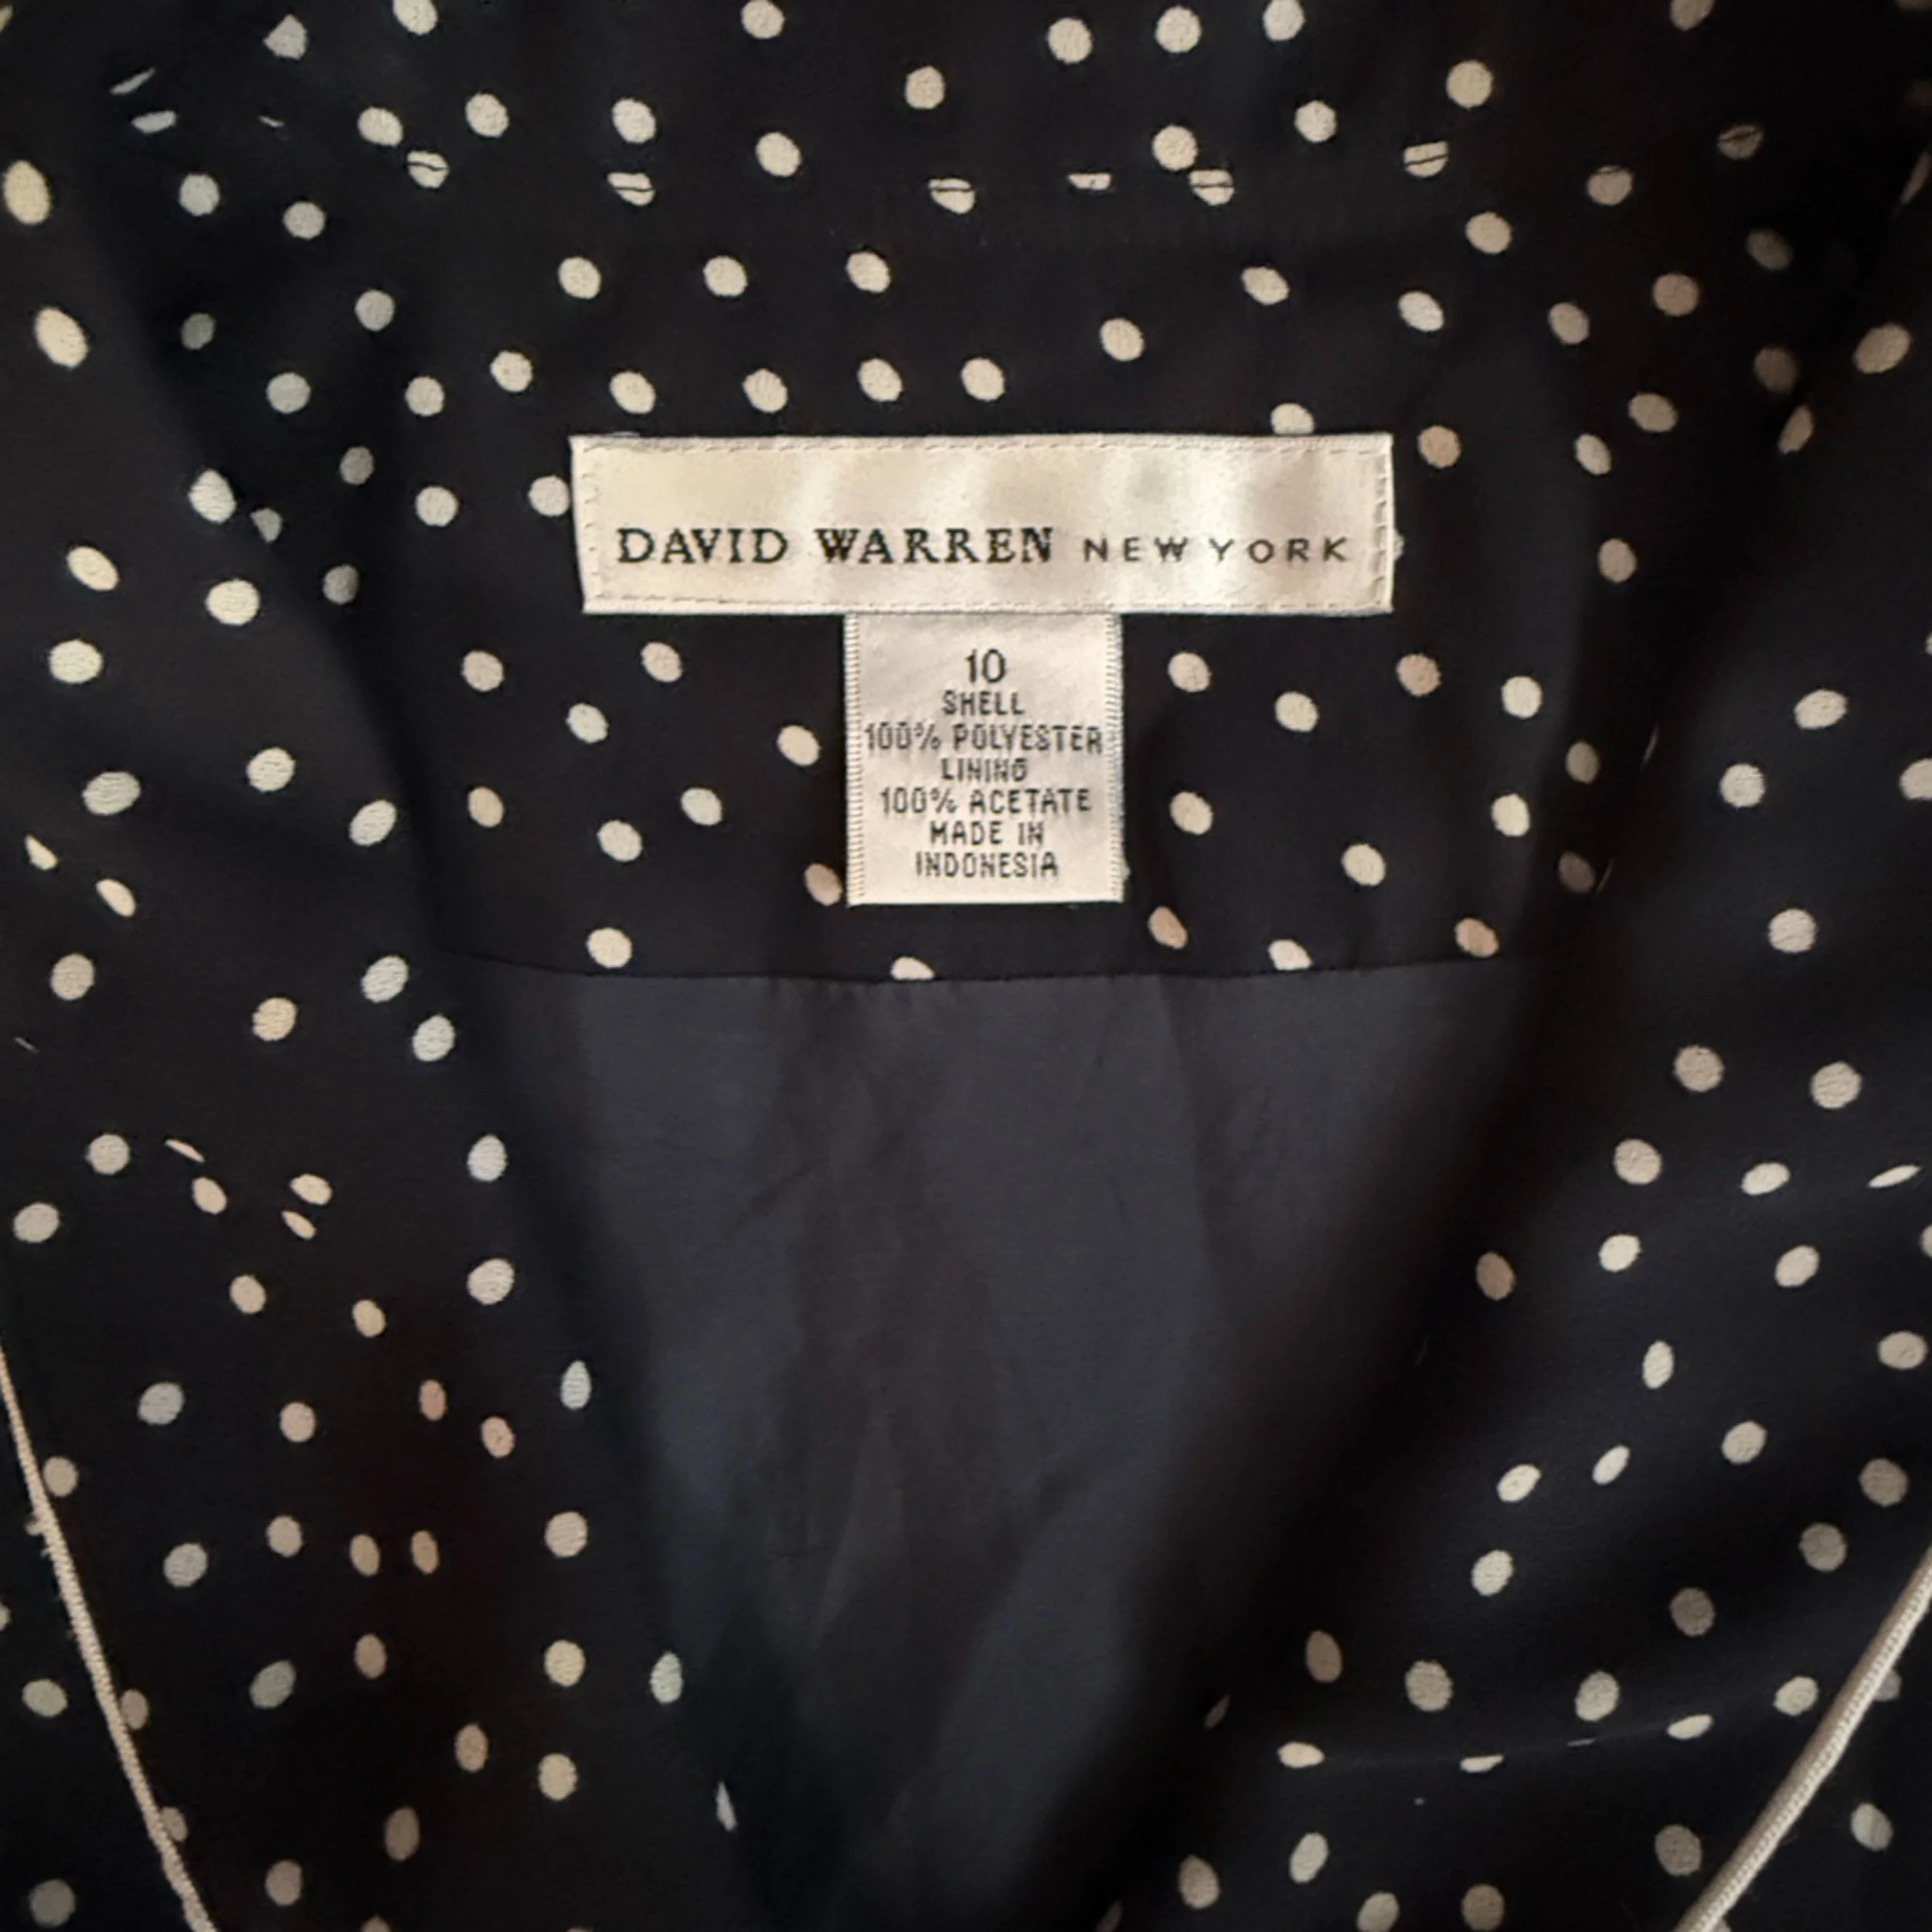 DAVID WARREN NEW YORK
10
SHELL
100% POLYESTER
LINING
100% ACETATE
MADE IN
INDONESIA